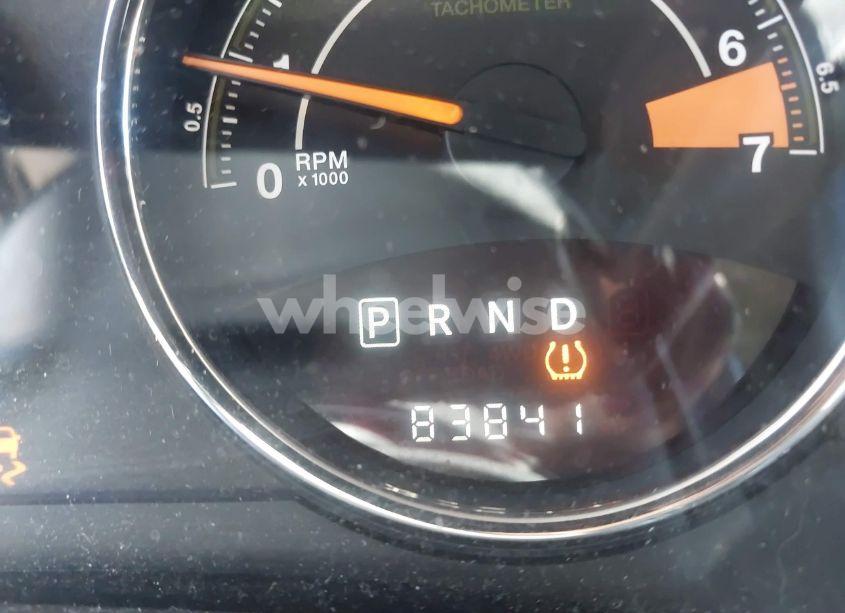 TACHOMETER
1
6
6.5
0.5
7
0
RPM
x 1000
wheelwise
P R N D
83841